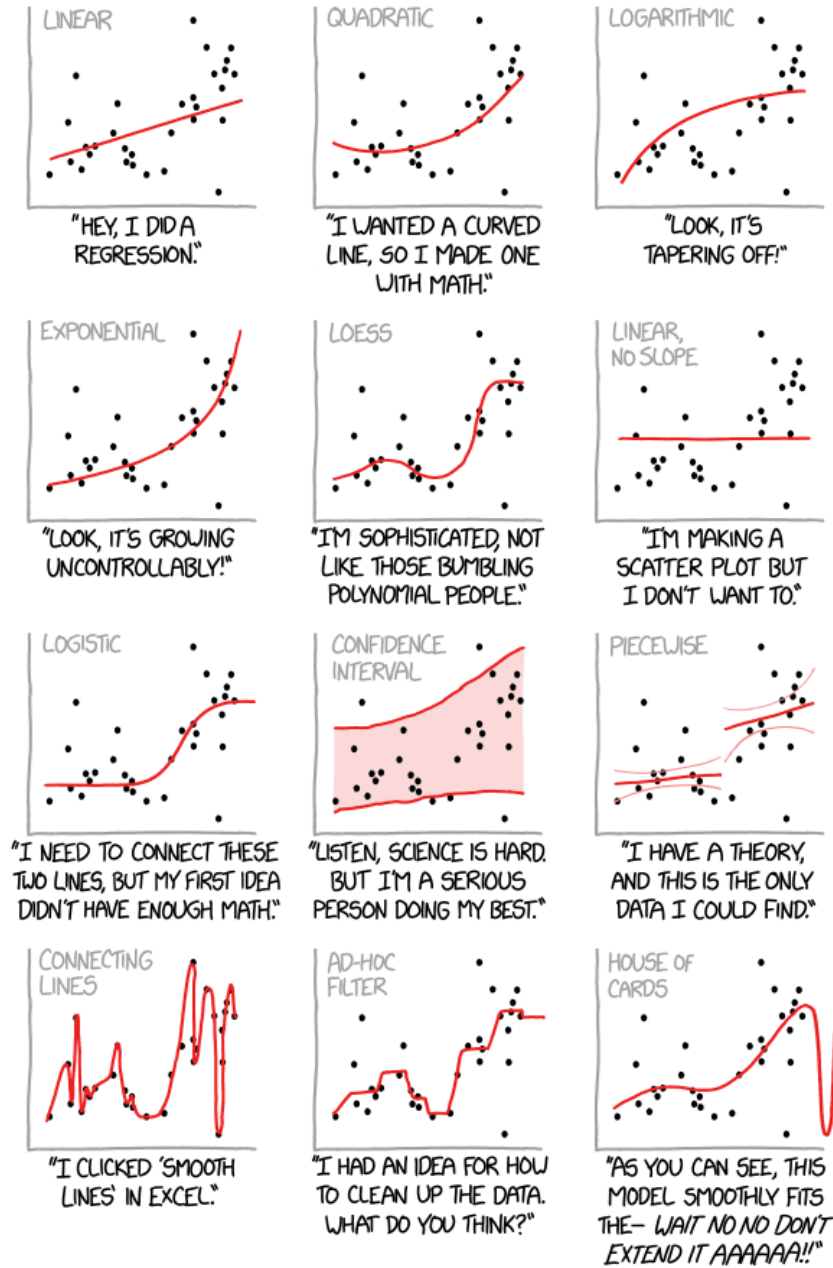 LINEAR
"HEY, I DID A
REGRESSION."
QUADRATIC
"I WANTED A CURVED
LINE, SO I MADE ONE
WITH MATH."
LOGARITHMIC
"LOOK, IT'S
TAPERING OFF!"
EXPONENTIAL
"LOOK, IT'S GROWING
UNCONTROLLABLY!"
LOESS
"I'M SOPHISTICATED, NOT
LIKE THOSE BUMBLING
POLYNOMIAL PEOPLE."
LINEAR,
NO SLOPE
"I'M MAKING A
SCATTER PLOT BUT
I DON'T WANT TO."
LOGISTIC
"I NEED TO CONNECT THESE
TWO LINES, BUT MY FIRST IDEA
DIDN'T HAVE ENOUGH MATH."
CONFIDENCE
INTERVAL
"LISTEN, SCIENCE IS HARD.
BUT I'M A SERIOUS
PERSON DOING MY BEST."
PIECEWISE
"I HAVE A THEORY,
AND THIS IS THE ONLY
DATA I COULD FIND."
CONNECTING
LINES
"I CLICKED 'SMOOTH
LINES' IN EXCEL."
AD-HOC
FILTER
"I HAD AN IDEA FOR HOW
TO CLEAN UP THE DATA.
WHAT DO YOU THINK?"
HOUSE OF
CARDS
"AS YOU CAN SEE, THIS
MODEL SMOOTHLY FITS
THE– WAIT NO NO DON'T
EXTEND IT AAAAAA!!"